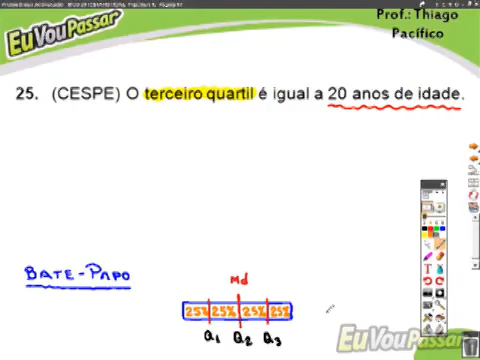 Prof.: Thiago
Pacífico
EuVouPassar
25. (CESPE) O terceiro quartil é igual a 20 anos de idade.
BATE-PAPO
Md
25% 25% 25% 25%
Q1 Q2 Q3
EuVouPassar